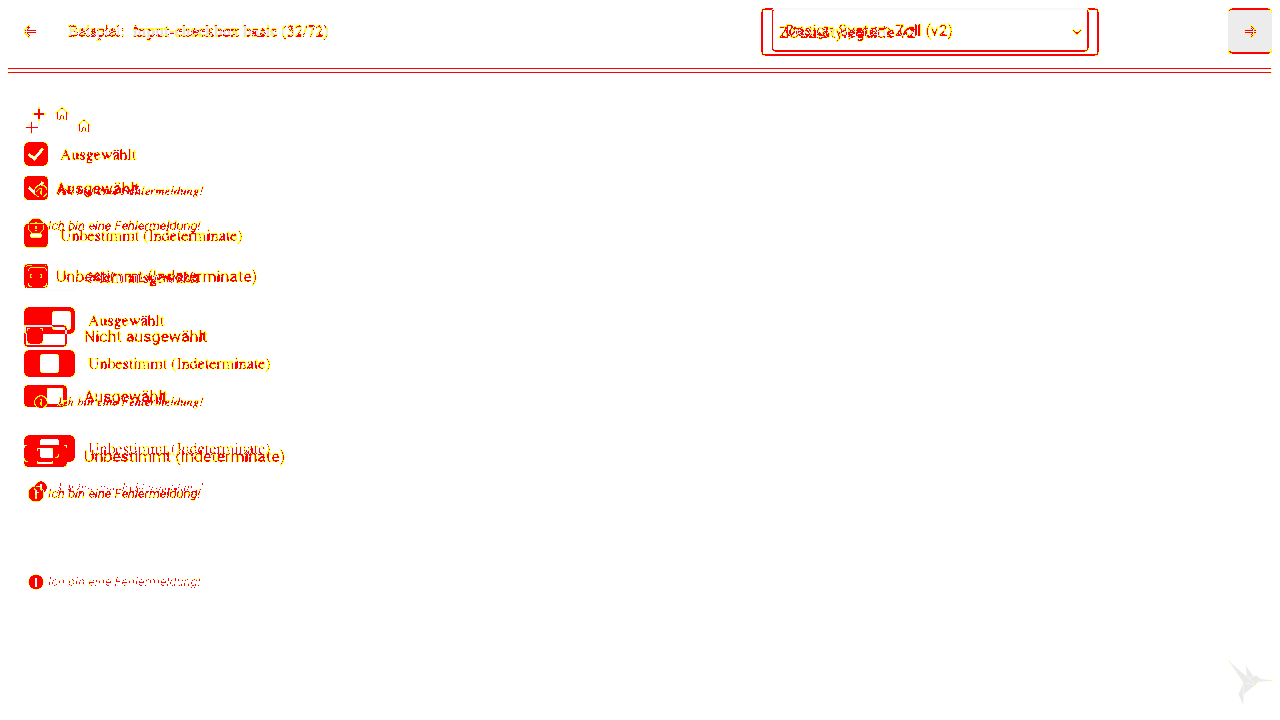 Beispiel: input-checkbox basic (32/72)
Design System Zoll (v2)
Ausgewählt
Ausgewählt
Ich bin eine Fehlermeldung!
Ich bin eine Fehlermeldung!
Unbestimmt (Indeterminate)
Unbestimmt (Indeterminate)
Ausgewählt
Nicht ausgewählt
Unbestimmt (Indeterminate)
Ausgewählt
Ich bin eine Fehlermeldung!
Unbestimmt (Indeterminate)
Unbestimmt (Indeterminate)
Ich bin eine Fehlermeldung!
Ich bin eine Fehlermeldung!